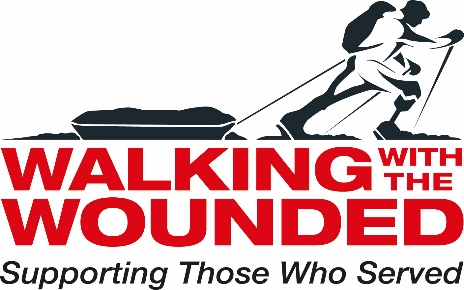 WALKING WITH THE
WOUNDED
Supporting Those Who Served